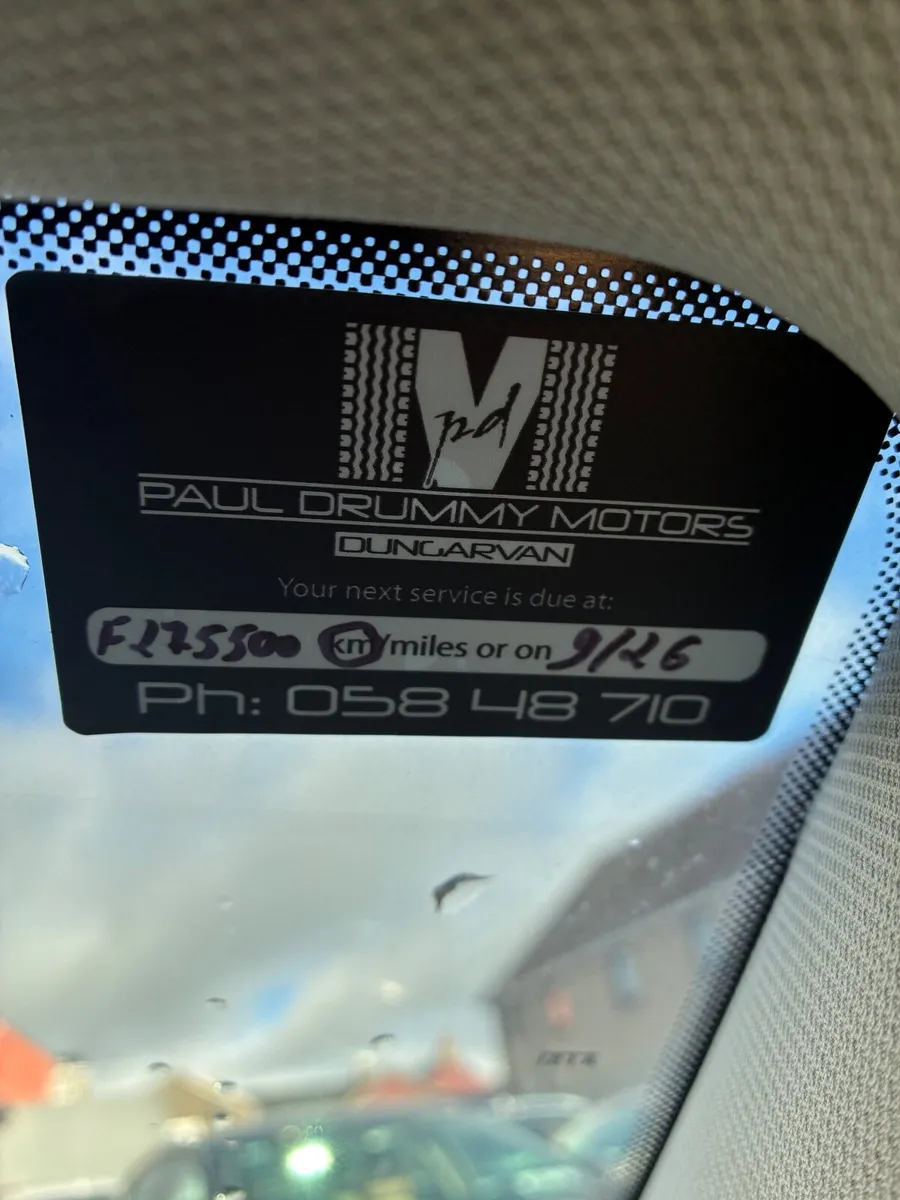 M
pd
PAUL DRUMMY MOTORS
DUNGARVAN
Your next service is due at:
F 275500 km/miles or on 9/26
Ph: 058 48 710